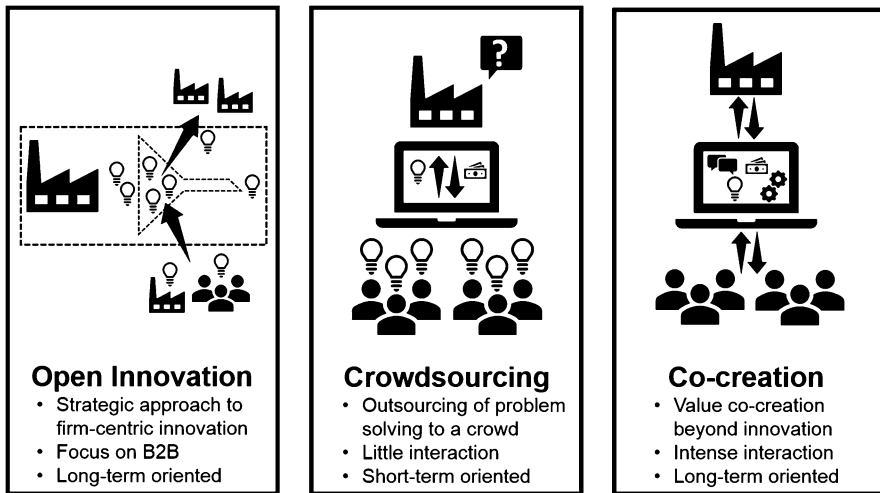 ?
Open Innovation
• Strategic approach to
firm-centric innovation
• Focus on B2B
• Long-term oriented
Crowdsourcing
• Outsourcing of problem
solving to a crowd
• Little interaction
• Short-term oriented
Co-creation
• Value co-creation
beyond innovation
• Intense interaction
• Long-term oriented